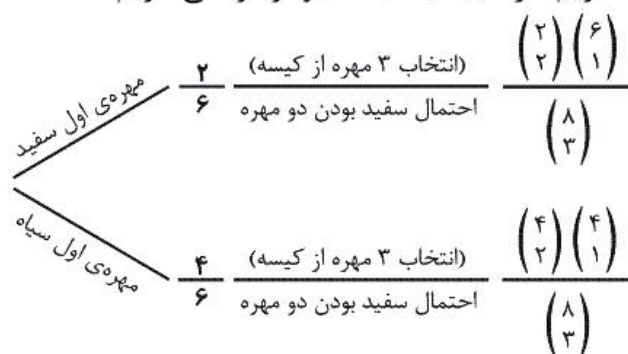 مهره‌ی اول سفید
۲/۶
(انتخاب ۳ مهره از کیسه)
احتمال سفید بودن دو مهره
(۲ ۲)(۶ ۱)/(۸ ۳)
مهره‌ی اول سیاه
۴/۶
(انتخاب ۳ مهره از کیسه)
احتمال سفید بودن دو مهره
(۴ ۲)(۴ ۱)/(۸ ۳)